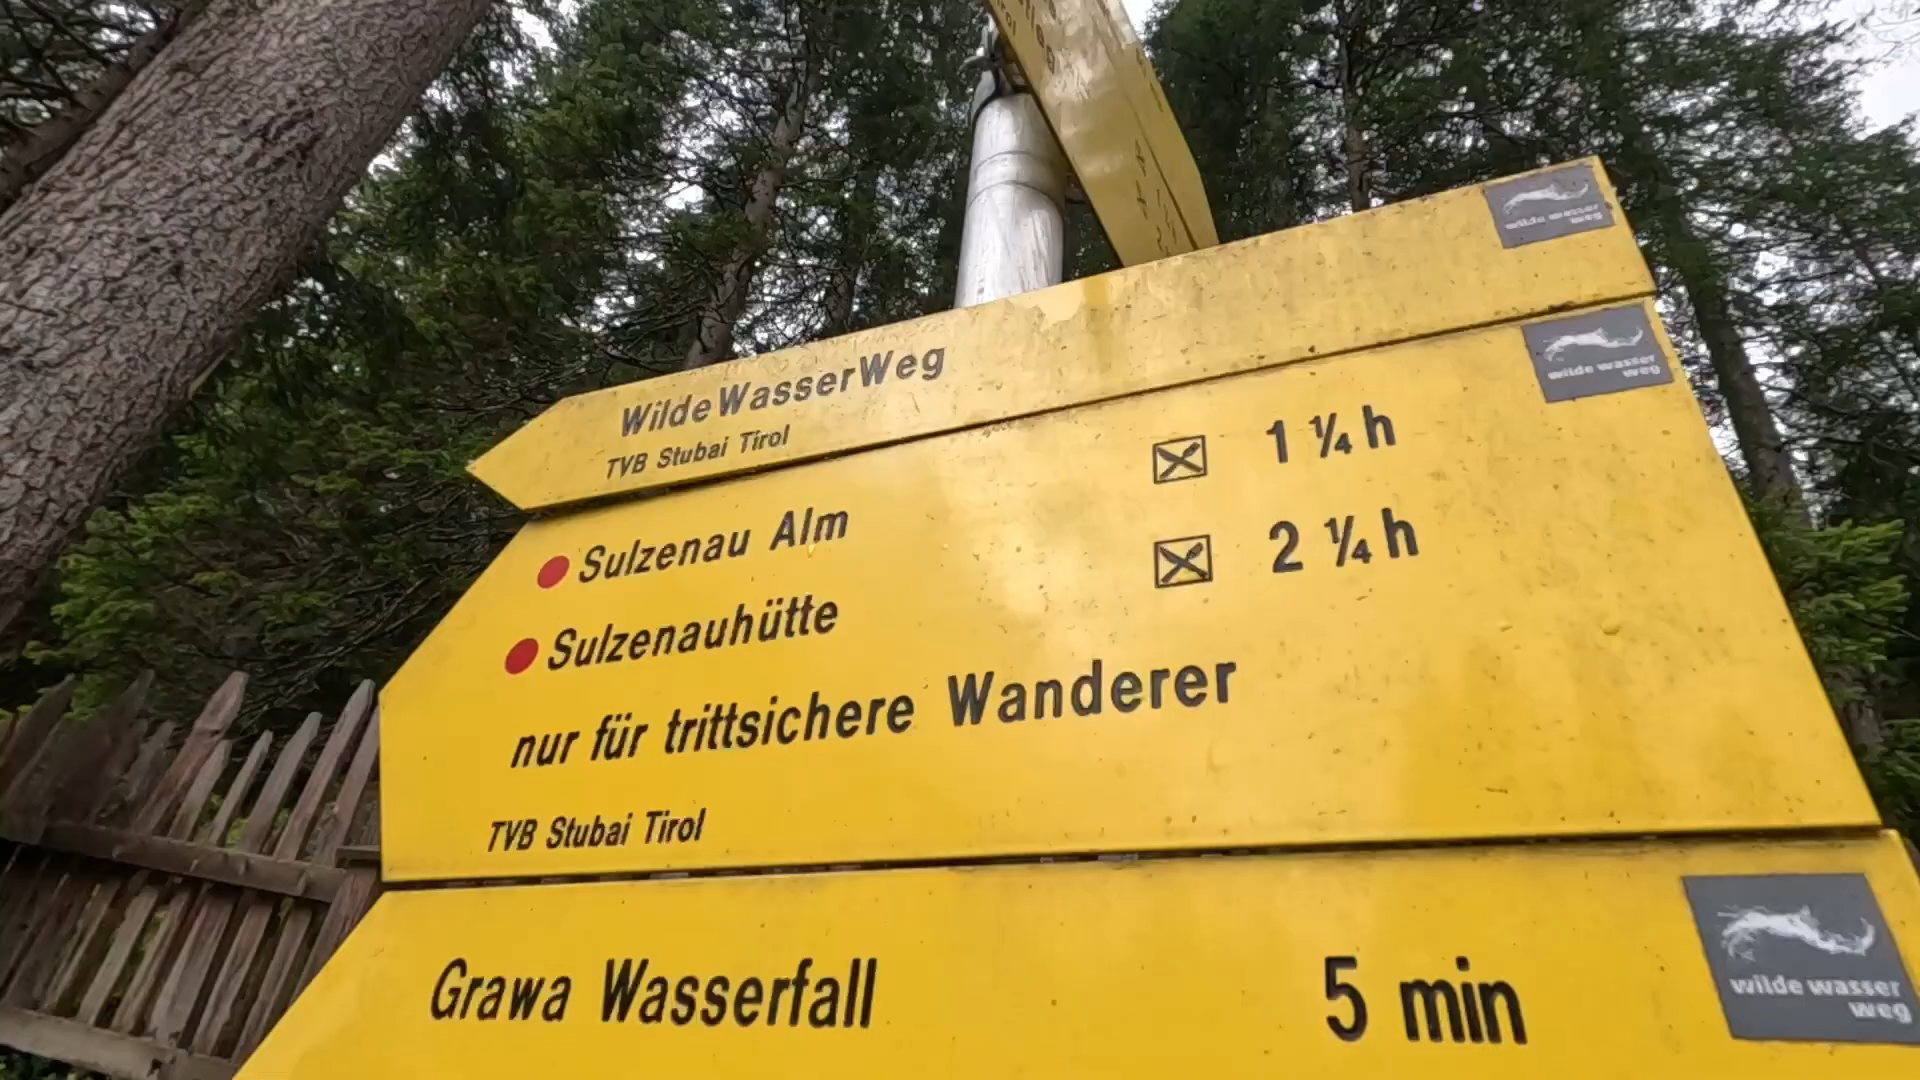 wilde wasser
weg
WildeWasserWeg
TVB Stubai Tirol
wilde wasser
weg
Sulzenau Alm 1 ¼ h
Sulzenauhütte 2 ¼ h
nur für trittsichere Wanderer
TVB Stubai Tirol
Grawa Wasserfall 5 min
wilde wasser
weg